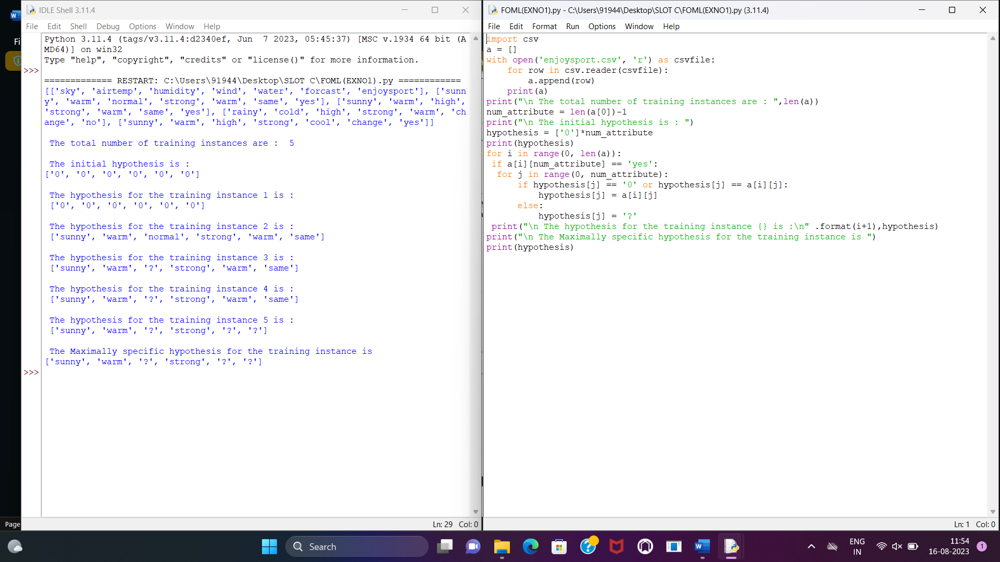 IDLE Shell 3.11.4
File Edit Shell Debug Options Window Help
Python 3.11.4 (tags/v3.11.4:d2340ef, Jun  7 2023, 05:45:37) [MSC v.1934 64 bit (A
MD64)] on win32
Type "help", "copyright", "credits" or "license()" for more information.
>>>
============= RESTART: C:\Users\91944\Desktop\SLOT C\FOML(EXNO1).py ============
[['sky', 'airtemp', 'humidity', 'wind', 'water', 'forcast', 'enjoysport'], ['sunn
y', 'warm', 'normal', 'strong', 'warm', 'same', 'yes'], ['sunny', 'warm', 'high',
'strong', 'warm', 'same', 'yes'], ['rainy', 'cold', 'high', 'strong', 'warm', 'ch
ange', 'no'], ['sunny', 'warm', 'high', 'strong', 'cool', 'change', 'yes']]
The total number of training instances are :  5
The initial hypothesis is :
['0', '0', '0', '0', '0', '0']
The hypothesis for the training instance 1 is :
['0', '0', '0', '0', '0', '0']
The hypothesis for the training instance 2 is :
['sunny', 'warm', 'normal', 'strong', 'warm', 'same']
The hypothesis for the training instance 3 is :
['sunny', 'warm', '?', 'strong', 'warm', 'same']
The hypothesis for the training instance 4 is :
['sunny', 'warm', '?', 'strong', 'warm', 'same']
The hypothesis for the training instance 5 is :
['sunny', 'warm', '?', 'strong', '?', '?']
The Maximally specific hypothesis for the training instance is
['sunny', 'warm', '?', 'strong', '?', '?']
>>>
Ln: 29 Col: 0
FOML(EXNO1).py - C:\Users\91944\Desktop\SLOT C\FOML(EXNO1).py (3.11.4)
File Edit Format Run Options Window Help
import csv
a = []
with open('enjoysport.csv', 'r') as csvfile:
    for row in csv.reader(csvfile):
        a.append(row)
    print(a)
print("\n The total number of training instances are : ",len(a))
num_attribute = len(a[0])-1
print("\n The initial hypothesis is : ")
hypothesis = ['0']*num_attribute
print(hypothesis)
for i in range(0, len(a)):
 if a[i][num_attribute] == 'yes':
  for j in range(0, num_attribute):
      if hypothesis[j] == '0' or hypothesis[j] == a[i][j]:
          hypothesis[j] = a[i][j]
      else:
          hypothesis[j] = '?'
 print("\n The hypothesis for the training instance {} is :\n" .format(i+1),hypothesis)
print("\n The Maximally specific hypothesis for the training instance is ")
print(hypothesis)
Ln: 1 Col: 0
Fi
Page
Search
ENG
IN
11:54
16-08-2023
1